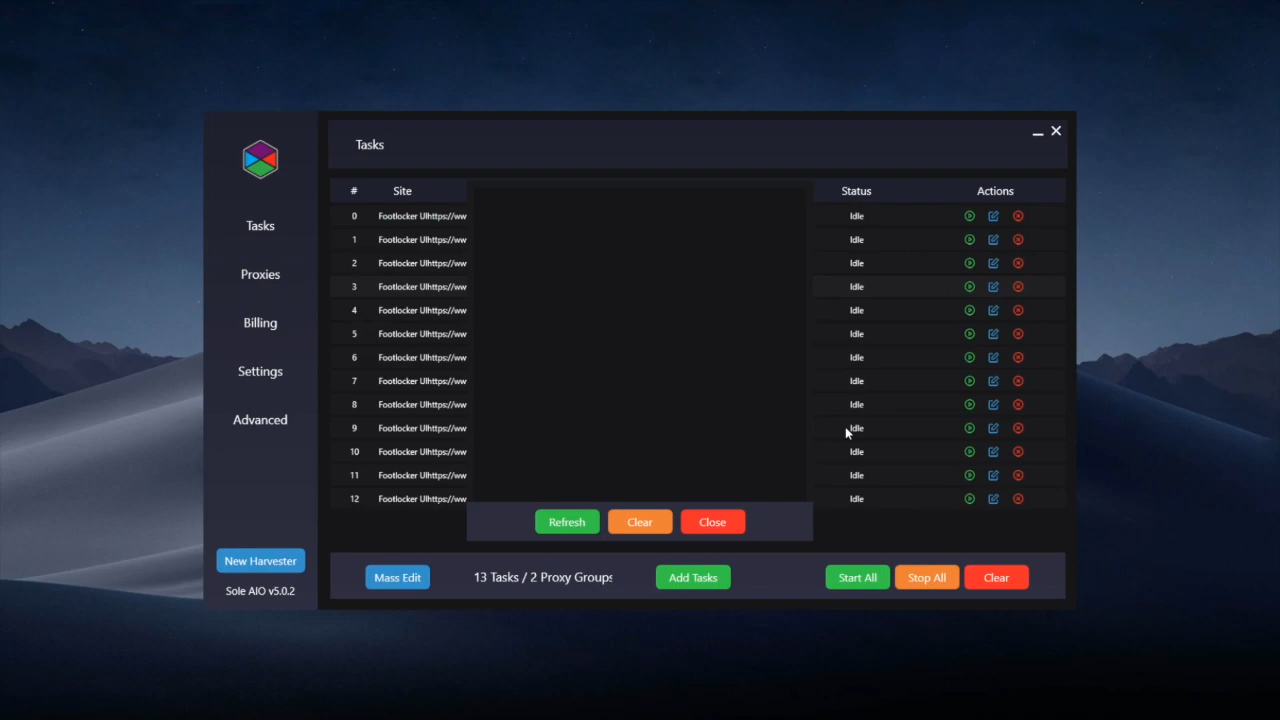 Tasks
# Site Status Actions
0 Footlocker UIhttps://ww Idle
1 Footlocker UIhttps://ww Idle
2 Footlocker UIhttps://ww Idle
3 Footlocker UIhttps://ww Idle
4 Footlocker UIhttps://ww Idle
5 Footlocker UIhttps://ww Idle
6 Footlocker UIhttps://ww Idle
7 Footlocker UIhttps://ww Idle
8 Footlocker UIhttps://ww Idle
9 Footlocker UIhttps://ww Idle
10 Footlocker UIhttps://ww Idle
11 Footlocker UIhttps://ww Idle
12 Footlocker UIhttps://ww Idle
Tasks
Proxies
Billing
Settings
Advanced
New Harvester
Sole AIO v5.0.2
Refresh Clear Close
Mass Edit 13 Tasks / 2 Proxy Groups Add Tasks Start All Stop All Clear